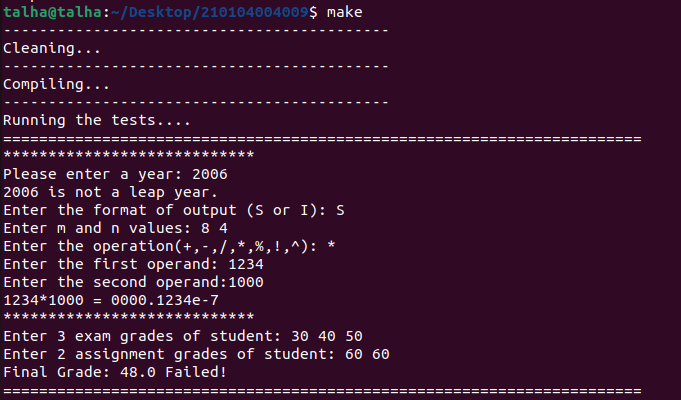 talha@talha:~/Desktop/210104004009$ make
-------------------------------------------
Cleaning...
-------------------------------------------
Compiling...
-------------------------------------------
Running the tests....
=======================================================================
****************************
Please enter a year: 2006
2006 is not a leap year.
Enter the format of output (S or I): S
Enter m and n values: 8 4
Enter the operation(+,-,/,*,%,!,^): *
Enter the first operand: 1234
Enter the second operand:1000
1234*1000 = 0000.1234e-7
****************************
Enter 3 exam grades of student: 30 40 50
Enter 2 assignment grades of student: 60 60
Final Grade: 48.0 Failed!
=======================================================================